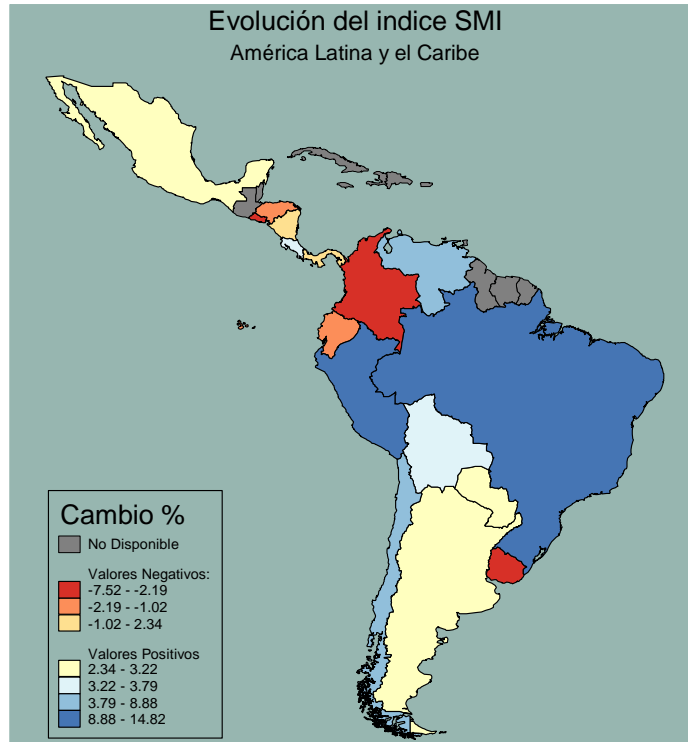 Evolución del indice SMI
América Latina y el Caribe
Cambio %
No Disponible
Valores Negativos:
-7.52 - -2.19
-2.19 - -1.02
-1.02 - 2.34
Valores Positivos
2.34 - 3.22
3.22 - 3.79
3.79 - 8.88
8.88 - 14.82